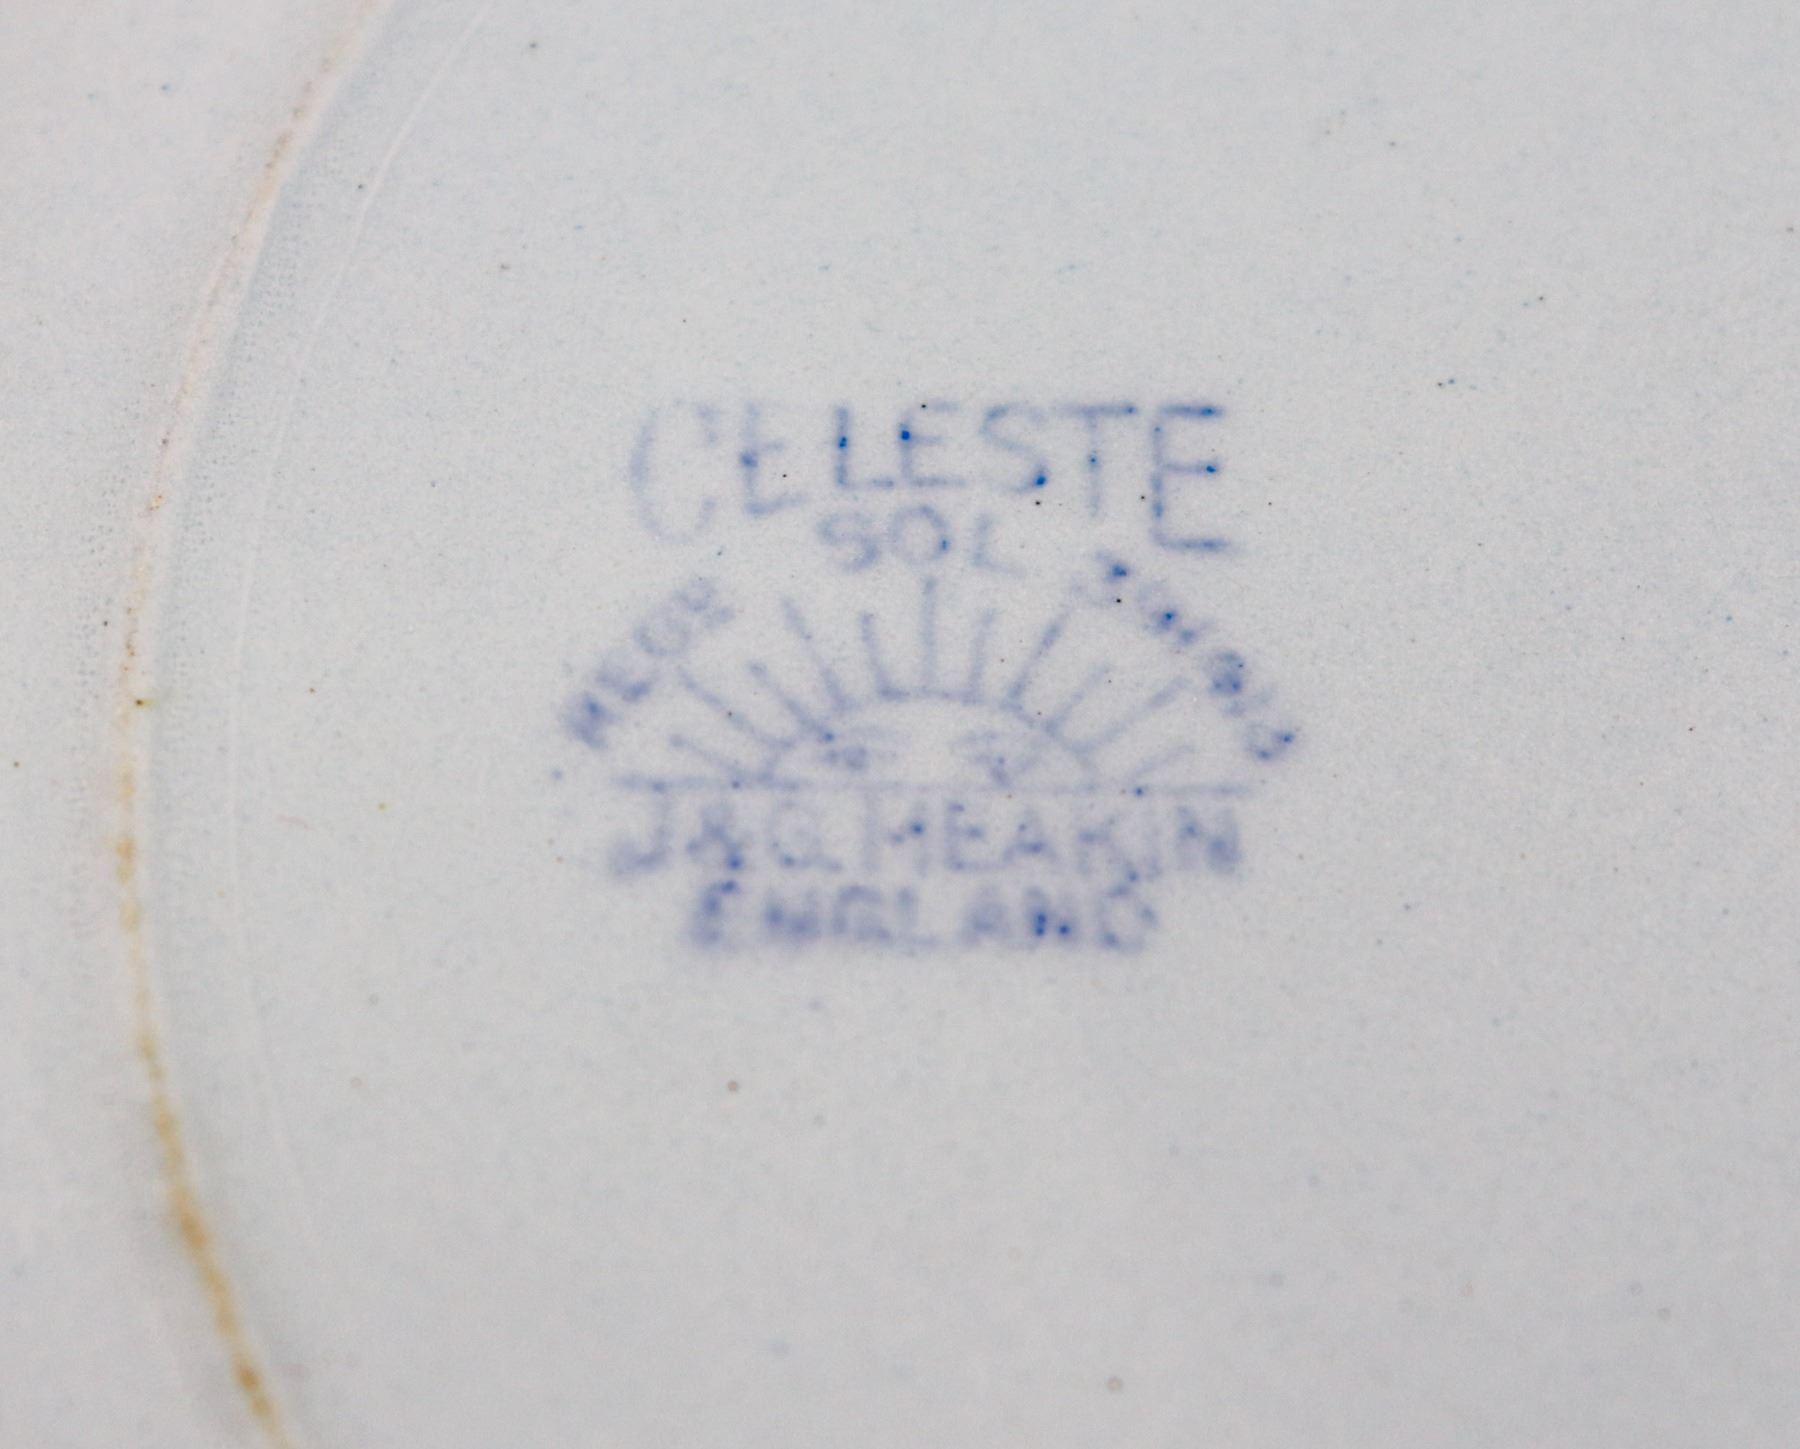 CELESTE
SOL
J&G. MEAKIN
ENGLAND